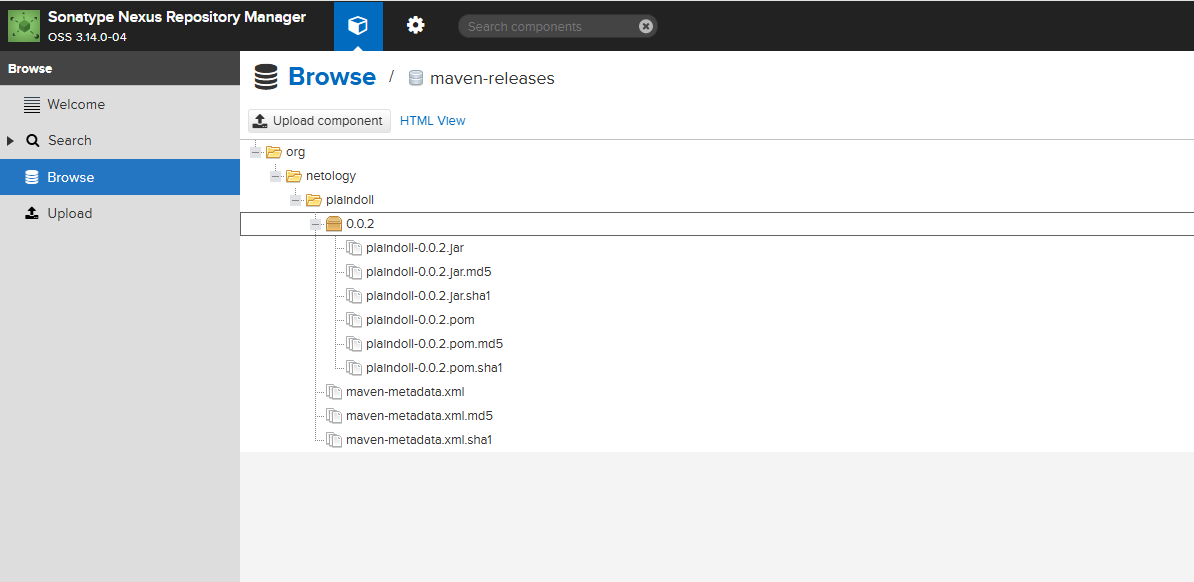 Sonatype Nexus Repository Manager
OSS 3.14.0-04
Search components
Browse
Welcome
Search
Browse
Upload
Browse / maven-releases
Upload component HTML View
org
netology
plaindoll
0.0.2
plaindoll-0.0.2.jar
plaindoll-0.0.2.jar.md5
plaindoll-0.0.2.jar.sha1
plaindoll-0.0.2.pom
plaindoll-0.0.2.pom.md5
plaindoll-0.0.2.pom.sha1
maven-metadata.xml
maven-metadata.xml.md5
maven-metadata.xml.sha1